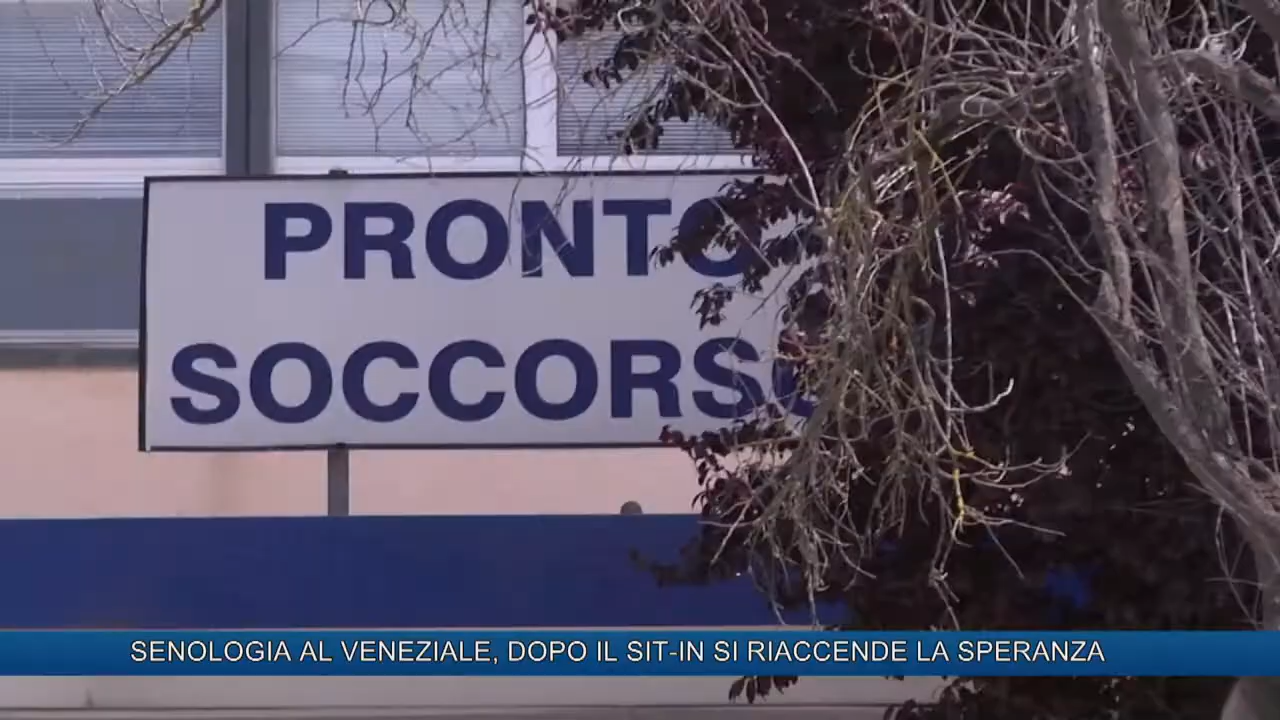 PRONTO
SOCCORSO
SENOLOGIA AL VENEZIALE, DOPO IL SIT-IN SI RIACCENDE LA SPERANZA